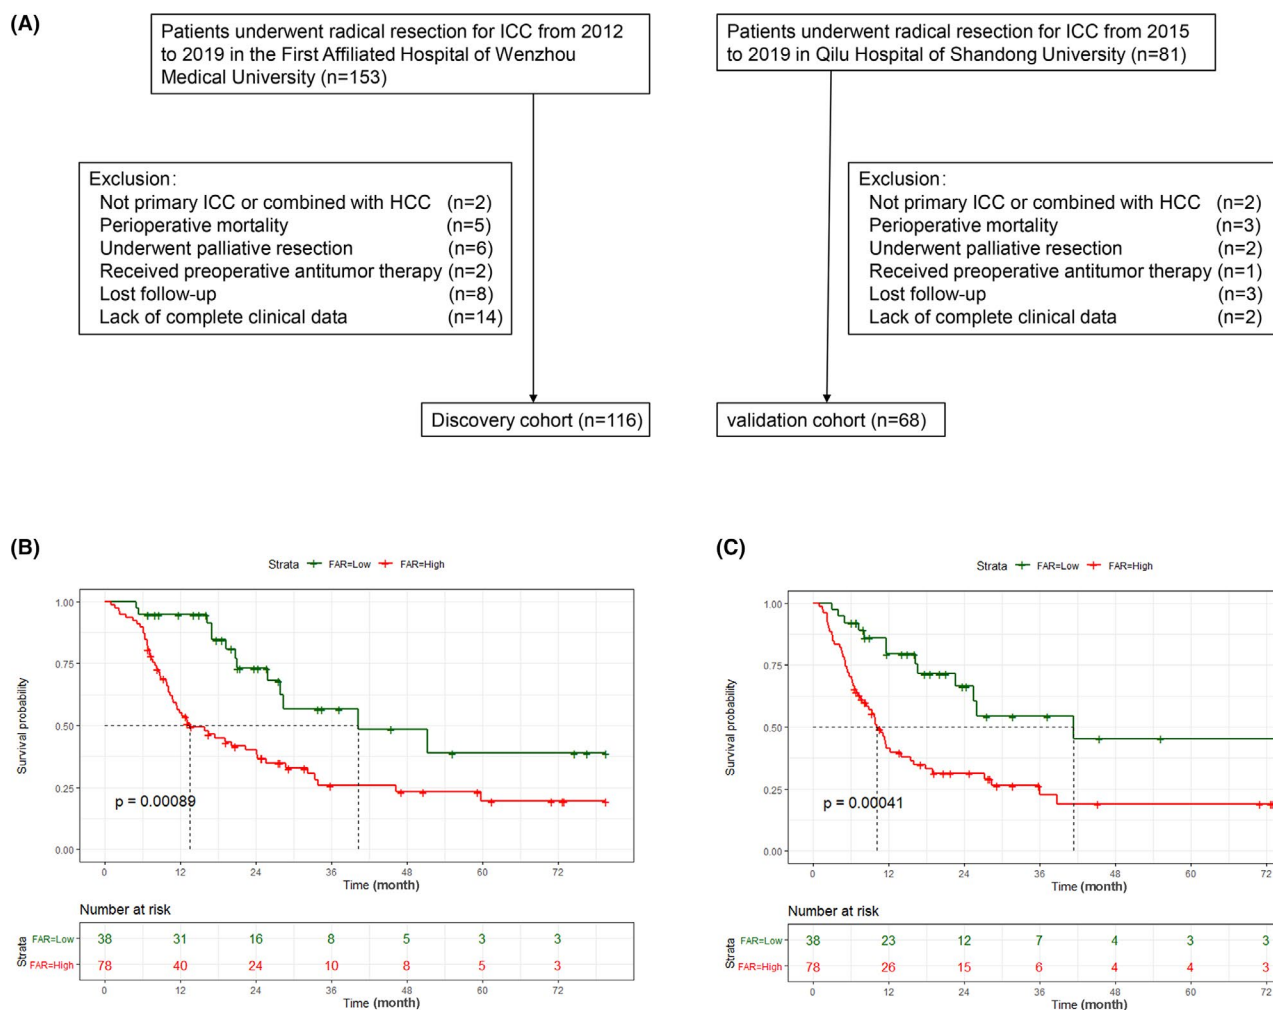 (A)
Patients underwent radical resection for ICC from 2012
to 2019 in the First Affiliated Hospital of Wenzhou
Medical University (n=153)
Exclusion:
Not primary ICC or combined with HCC (n=2)
Perioperative mortality (n=5)
Underwent palliative resection (n=6)
Received preoperative antitumor therapy (n=2)
Lost follow-up (n=8)
Lack of complete clinical data (n=14)
Discovery cohort (n=116)
Patients underwent radical resection for ICC from 2015
to 2019 in Qilu Hospital of Shandong University (n=81)
Exclusion:
Not primary ICC or combined with HCC (n=2)
Perioperative mortality (n=3)
Underwent palliative resection (n=2)
Received preoperative antitumor therapy (n=1)
Lost follow-up (n=3)
Lack of complete clinical data (n=2)
validation cohort (n=68)
(B)
Strata FAR=Low FAR=High
Survival probability
1.00
0.75
0.50
0.25
0.00
p = 0.00089
0 12 24 36 48 60 72
Time (month)
Number at risk
Strata
FAR=Low 38 31 16 8 5 3 3
FAR=High 78 40 24 10 8 5 3
0 12 24 36 48 60 72
Time (month)
(C)
Strata FAR=Low FAR=High
Survival probability
1.00
0.75
0.50
0.25
0.00
p = 0.00041
0 12 24 36 48 60 72
Time (month)
Number at risk
Strata
FAR=Low 38 23 12 7 4 3 3
FAR=High 78 26 15 6 4 4 3
0 12 24 36 48 60 72
Time (month)